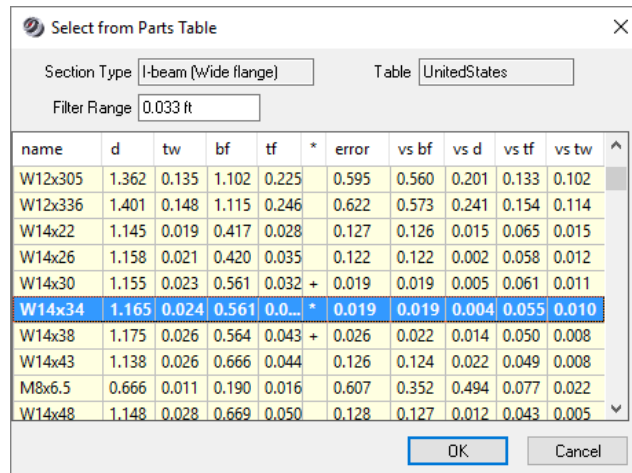 Select from Parts Table
Section Type I-beam (Wide flange) Table UnitedStates
Filter Range 0.033 ft
name d tw bf tf * error vs bf vs d vs tf vs tw
W12x305 1.362 0.135 1.102 0.225 0.595 0.560 0.201 0.133 0.102
W12x336 1.401 0.148 1.115 0.246 0.622 0.573 0.241 0.154 0.114
W14x22 1.145 0.019 0.417 0.028 0.127 0.126 0.015 0.065 0.015
W14x26 1.158 0.021 0.420 0.035 0.122 0.122 0.002 0.058 0.012
W14x30 1.155 0.023 0.561 0.032 + 0.019 0.019 0.005 0.061 0.011
W14x34 1.165 0.024 0.561 0.0... * 0.019 0.019 0.004 0.055 0.010
W14x38 1.175 0.026 0.564 0.043 + 0.026 0.022 0.014 0.050 0.008
W14x43 1.138 0.026 0.666 0.044 0.126 0.124 0.022 0.049 0.008
M8x6.5 0.666 0.011 0.190 0.016 0.607 0.352 0.494 0.077 0.022
W14x48 1.148 0.028 0.669 0.050 0.128 0.127 0.012 0.043 0.005
OK Cancel